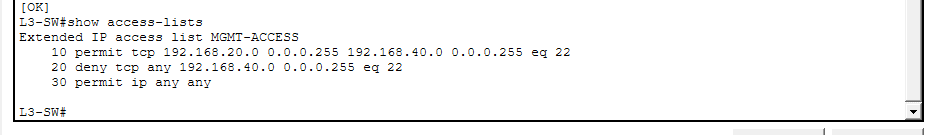 [OK]
L3-SW#show access-lists
Extended IP access list MGMT-ACCESS
    10 permit tcp 192.168.20.0 0.0.0.255 192.168.40.0 0.0.0.255 eq 22
    20 deny tcp any 192.168.40.0 0.0.0.255 eq 22
    30 permit ip any any
L3-SW#